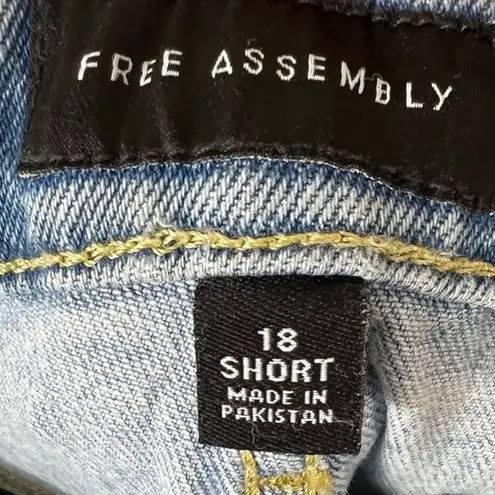 FREE ASSEMBLY
18
SHORT
MADE IN
PAKISTAN